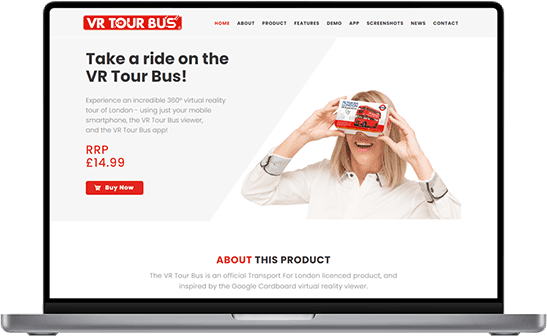 VR TOUR BUS
HOME ABOUT PRODUCT FEATURES DEMO APP SCREENSHOTS NEWS CONTACT
Take a ride on the
VR Tour Bus!
Experience an incredible 360° virtual reality
tour of London - using just your mobile
smartphone, the VR Tour Bus viewer,
and the VR Tour Bus app!
RRP
£14.99
Buy Now
ABOUT THIS PRODUCT
The VR Tour Bus is an official Transport For London licenced product, and
inspired by the Google Cardboard virtual reality viewer.